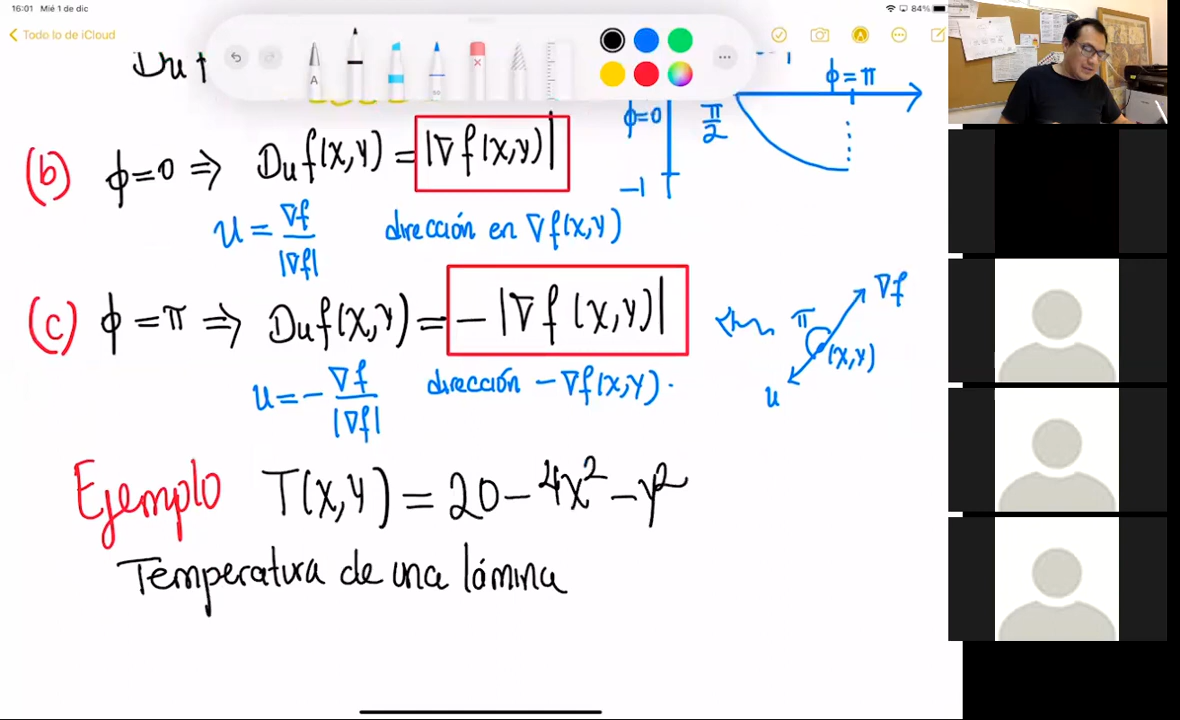 16:01 Mié 1 de dic
84%
Todo lo de iCloud
Du f
ϕ=π
ϕ=0
π/2
-1
(b) ϕ=0 ⇒ Du f(x,y) = |∇f(x,y)|
u = ∇f/|∇f| dirección en ∇f(x,y)
(c) ϕ=π ⇒ Du f(x,y) = -|∇f(x,y)|
u = -∇f/|∇f| dirección -∇f(x,y).
∇f
π
(x,y)
u
Ejemplo T(x,y) = 20-4x²-y²
Temperatura de una lámina